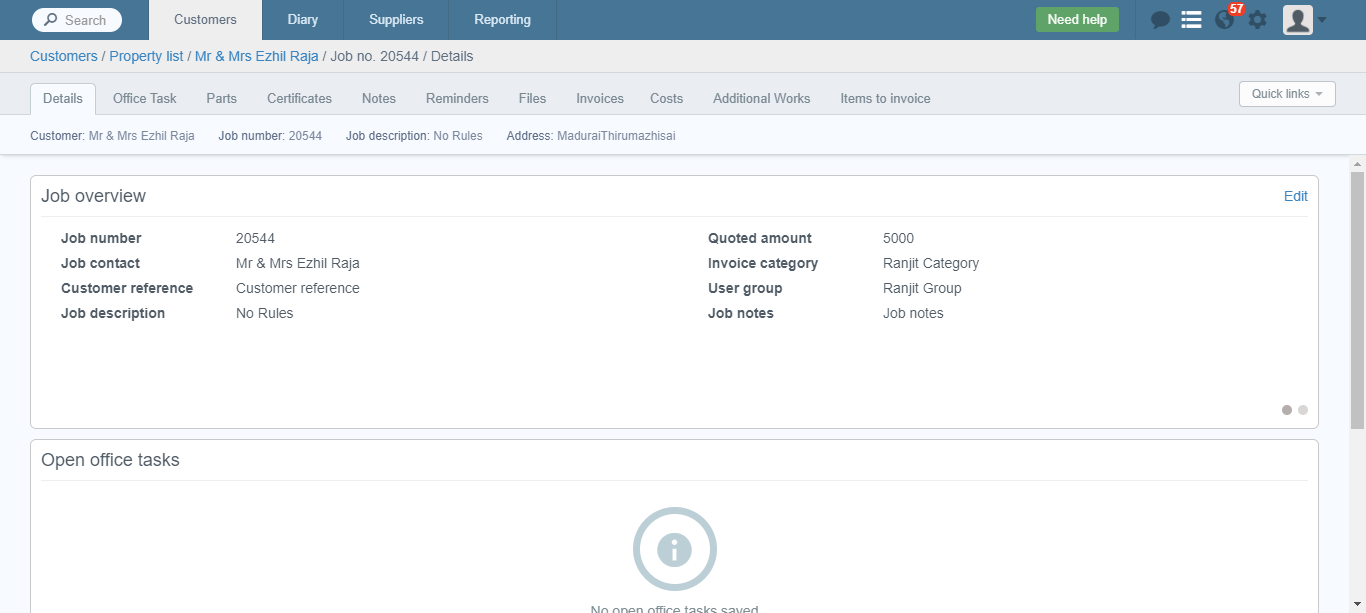 Search Customers Diary Suppliers Reporting Need help 57
Customers / Property list / Mr & Mrs Ezhil Raja / Job no. 20544 / Details
Details Office Task Parts Certificates Notes Reminders Files Invoices Costs Additional Works Items to invoice Quick links
Customer: Mr & Mrs Ezhil Raja Job number: 20544 Job description: No Rules Address: MaduraiThirumazhisai
Job overview Edit
Job number 20544 Quoted amount 5000
Job contact Mr & Mrs Ezhil Raja Invoice category Ranjit Category
Customer reference Customer reference User group Ranjit Group
Job description No Rules Job notes Job notes
Open office tasks
No open office tasks saved